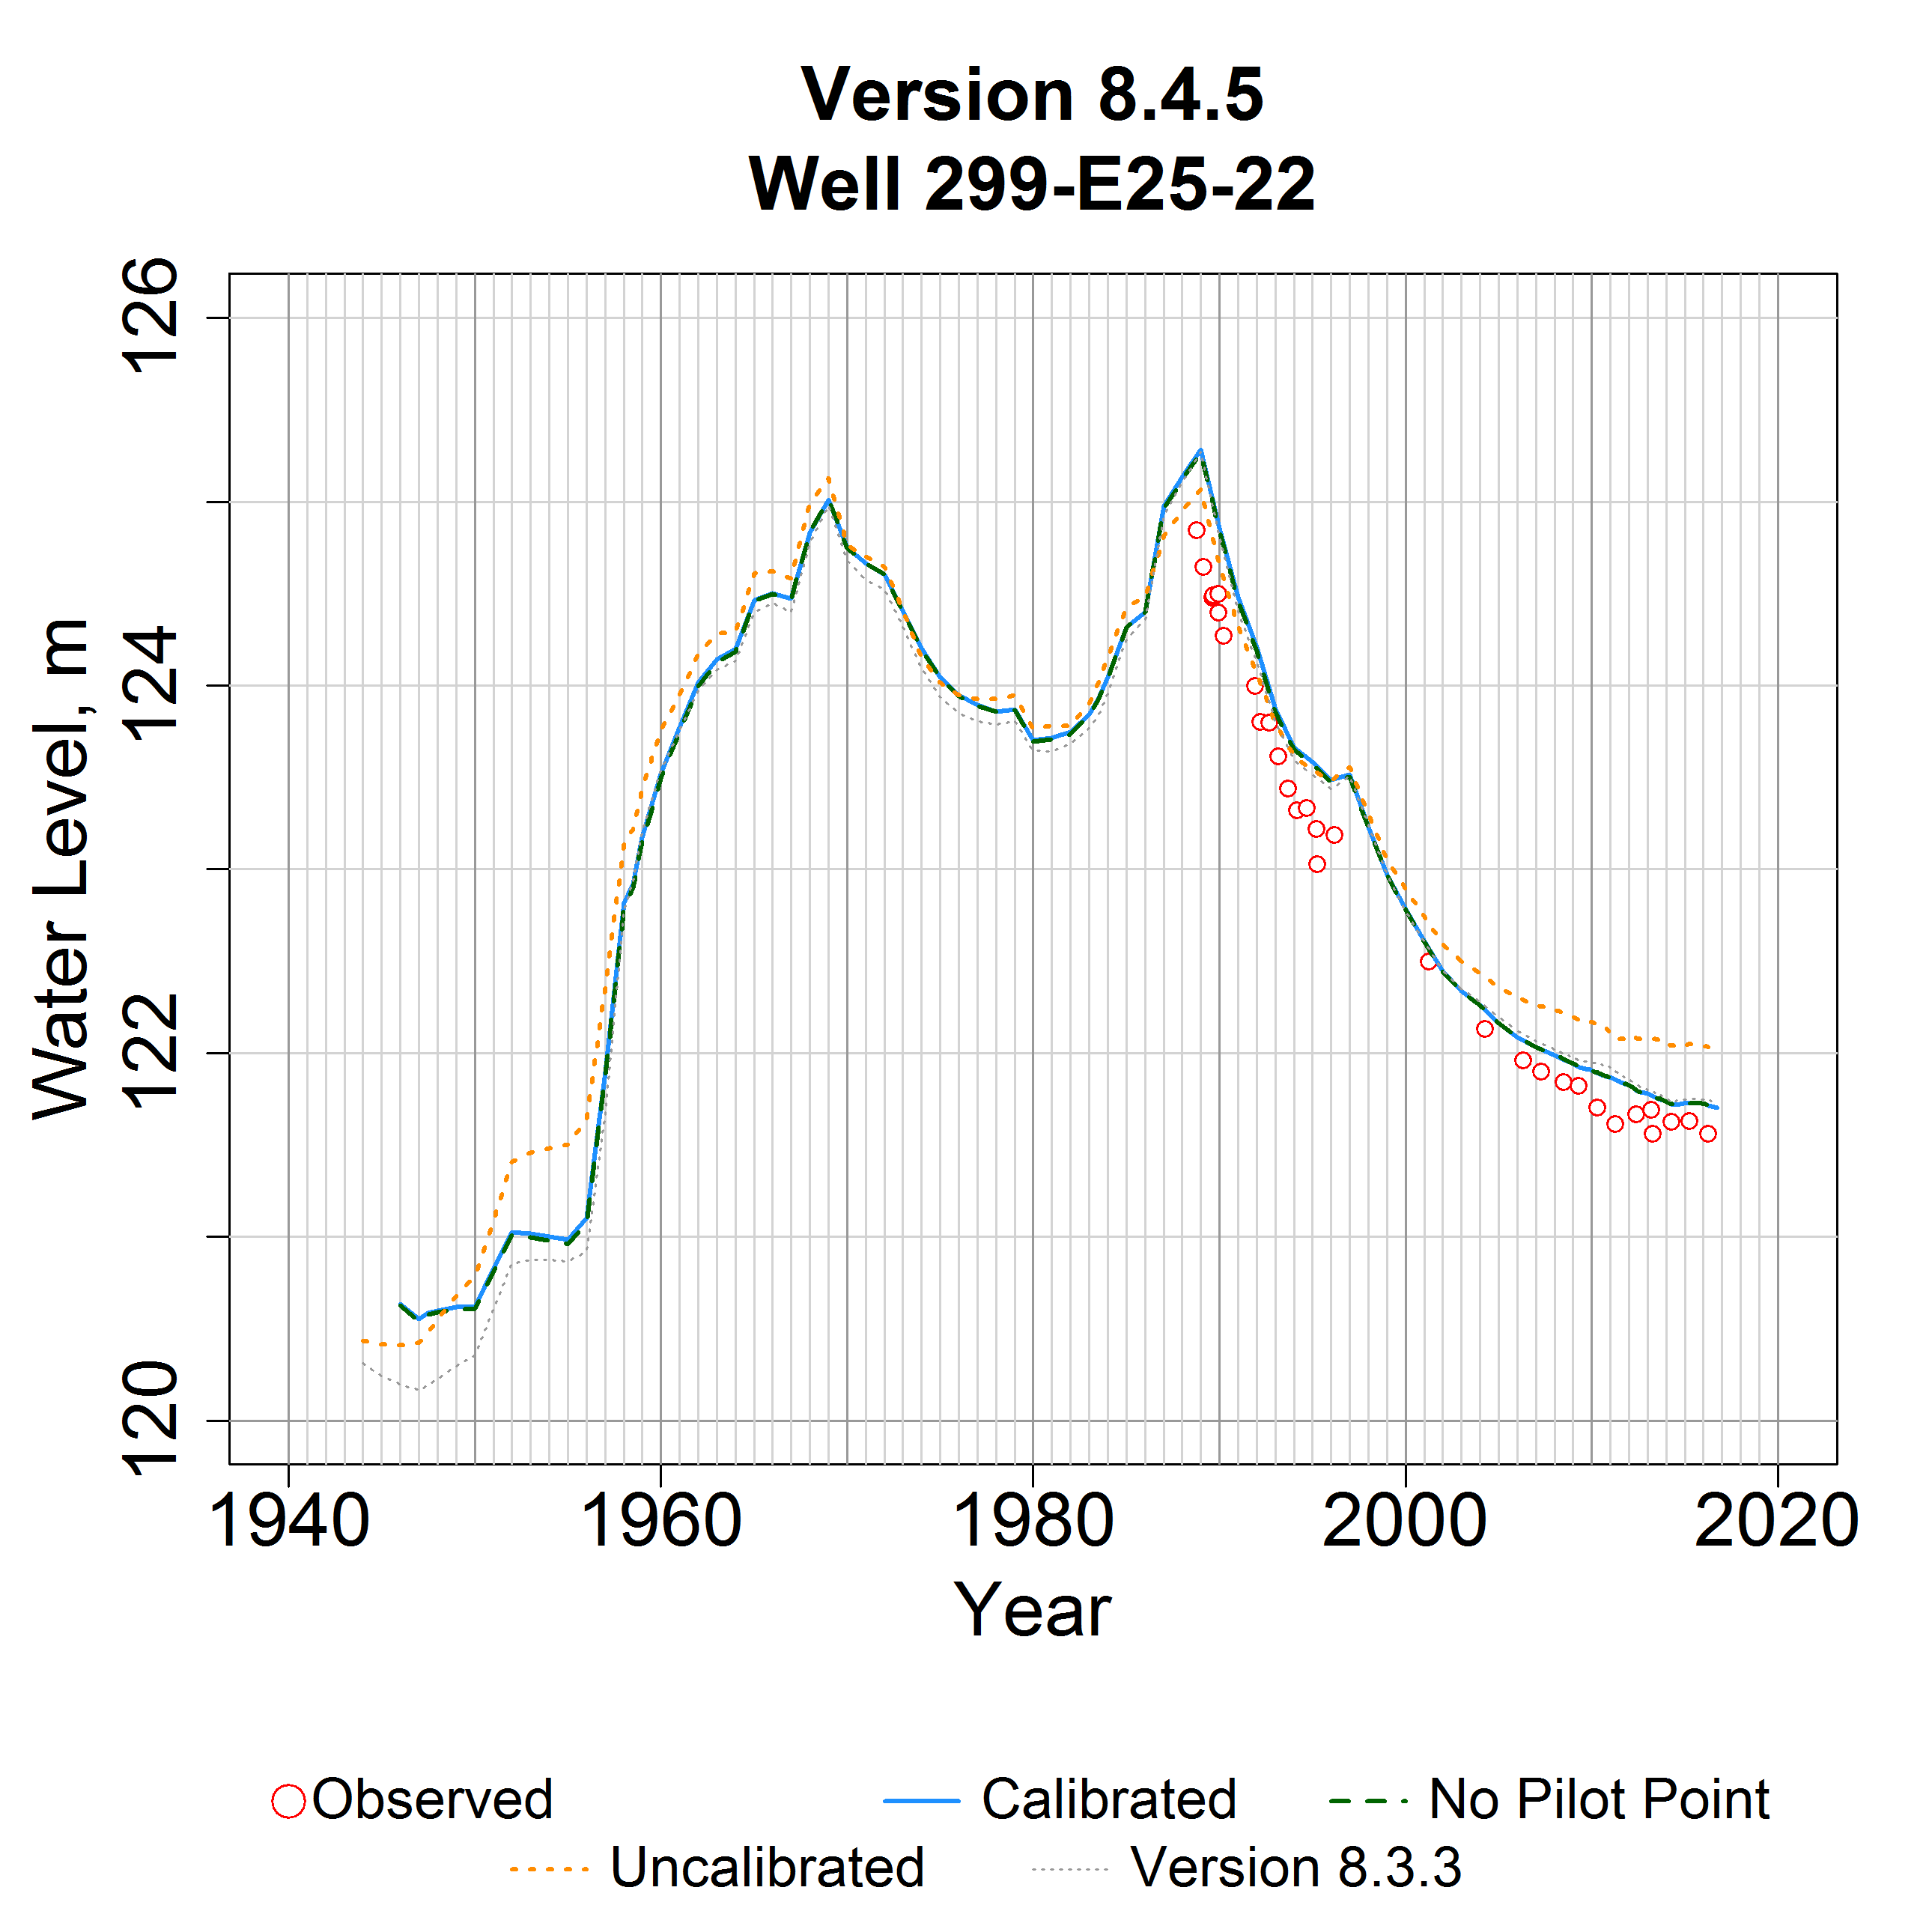 Version 8.4.5
Well 299-E25-22
Water Level, m
126
124
122
120
1940 1960 1980 2000 2020
Year
Observed Calibrated No Pilot Point
Uncalibrated Version 8.3.3